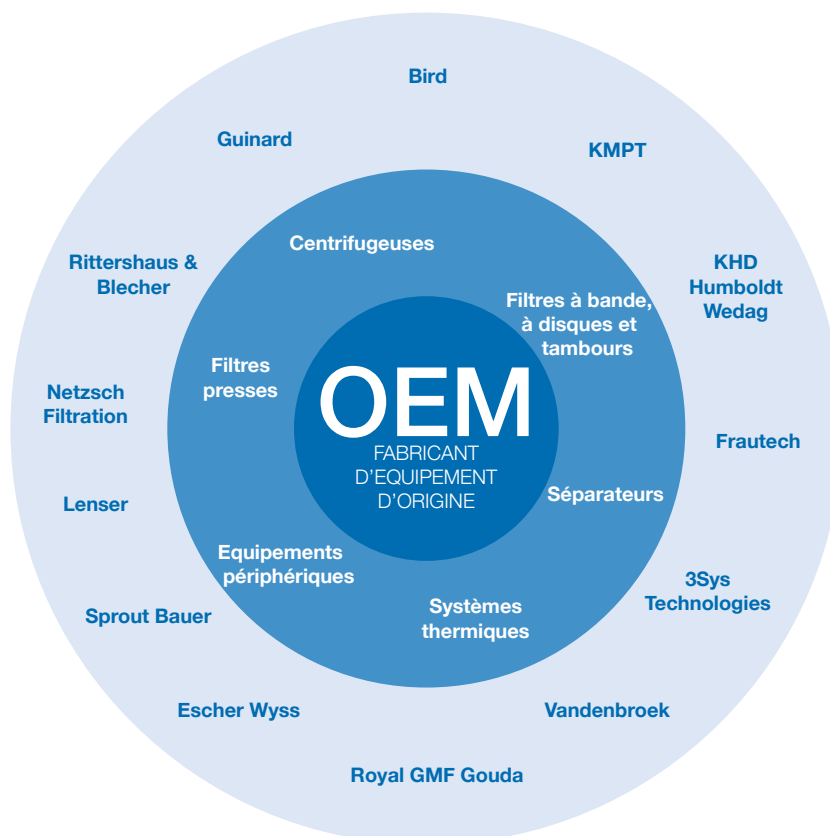 Bird
Guinard
KMPT
Centrifugeuses
Rittershaus &
Blecher
KHD
Humboldt
Wedag
Filtres à bande,
à disques et
tambours
Filtres
presses
OEM
FABRICANT
D'EQUIPEMENT
D'ORIGINE
Netzsch
Filtration
Frautech
Lenser
Séparateurs
Equipements
périphériques
3Sys
Technologies
Systèmes
thermiques
Sprout Bauer
Escher Wyss
Vandenbroek
Royal GMF Gouda